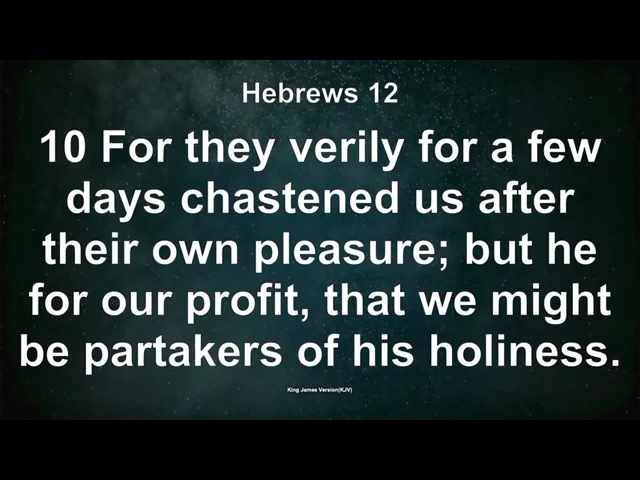 Hebrews 12
10 For they verily for a few
days chastened us after
their own pleasure; but he
for our profit, that we might
be partakers of his holiness.
King James Version(KJV)